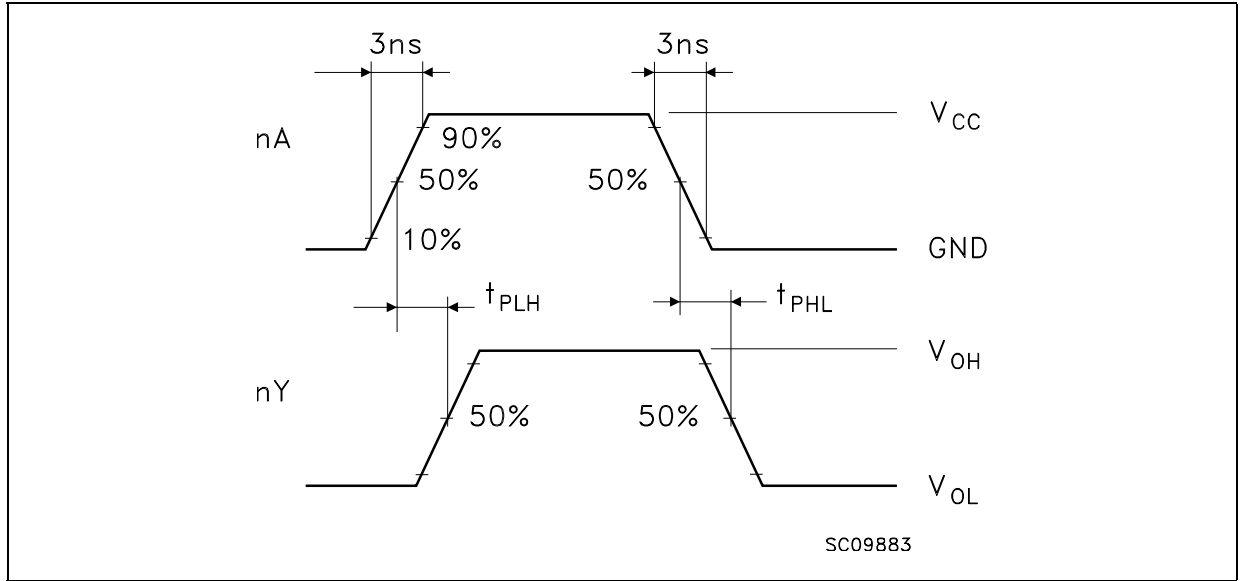 3ns 3ns
nA
V_CC
90%
50% 50%
10%
GND
t_PLH t_PHL
V_OH
nY
50% 50%
V_OL
SC09883